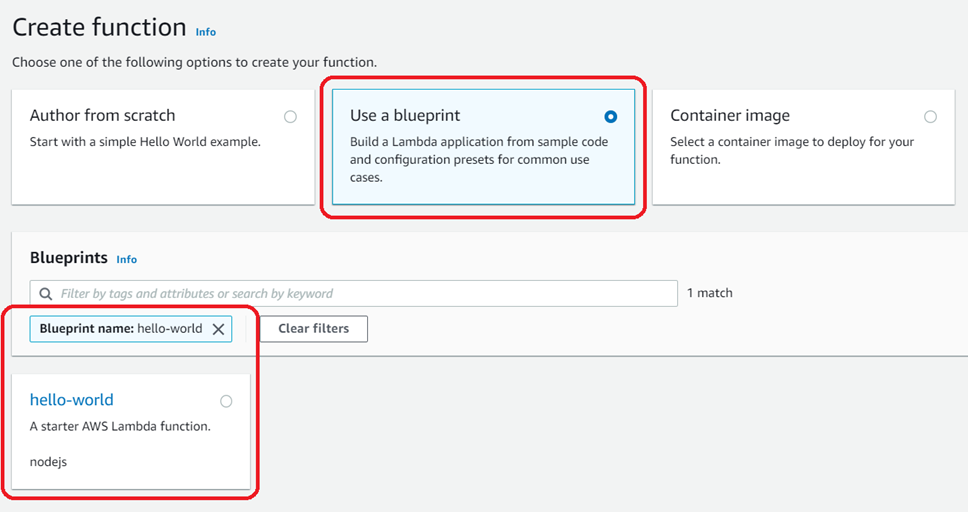 Create function Info
Choose one of the following options to create your function.
Author from scratch
Start with a simple Hello World example.
Use a blueprint
Build a Lambda application from sample code
and configuration presets for common use
cases.
Container image
Select a container image to deploy for your
function.
Blueprints Info
Filter by tags and attributes or search by keyword
1 match
Blueprint name: hello-world
Clear filters
hello-world
A starter AWS Lambda function.
nodejs